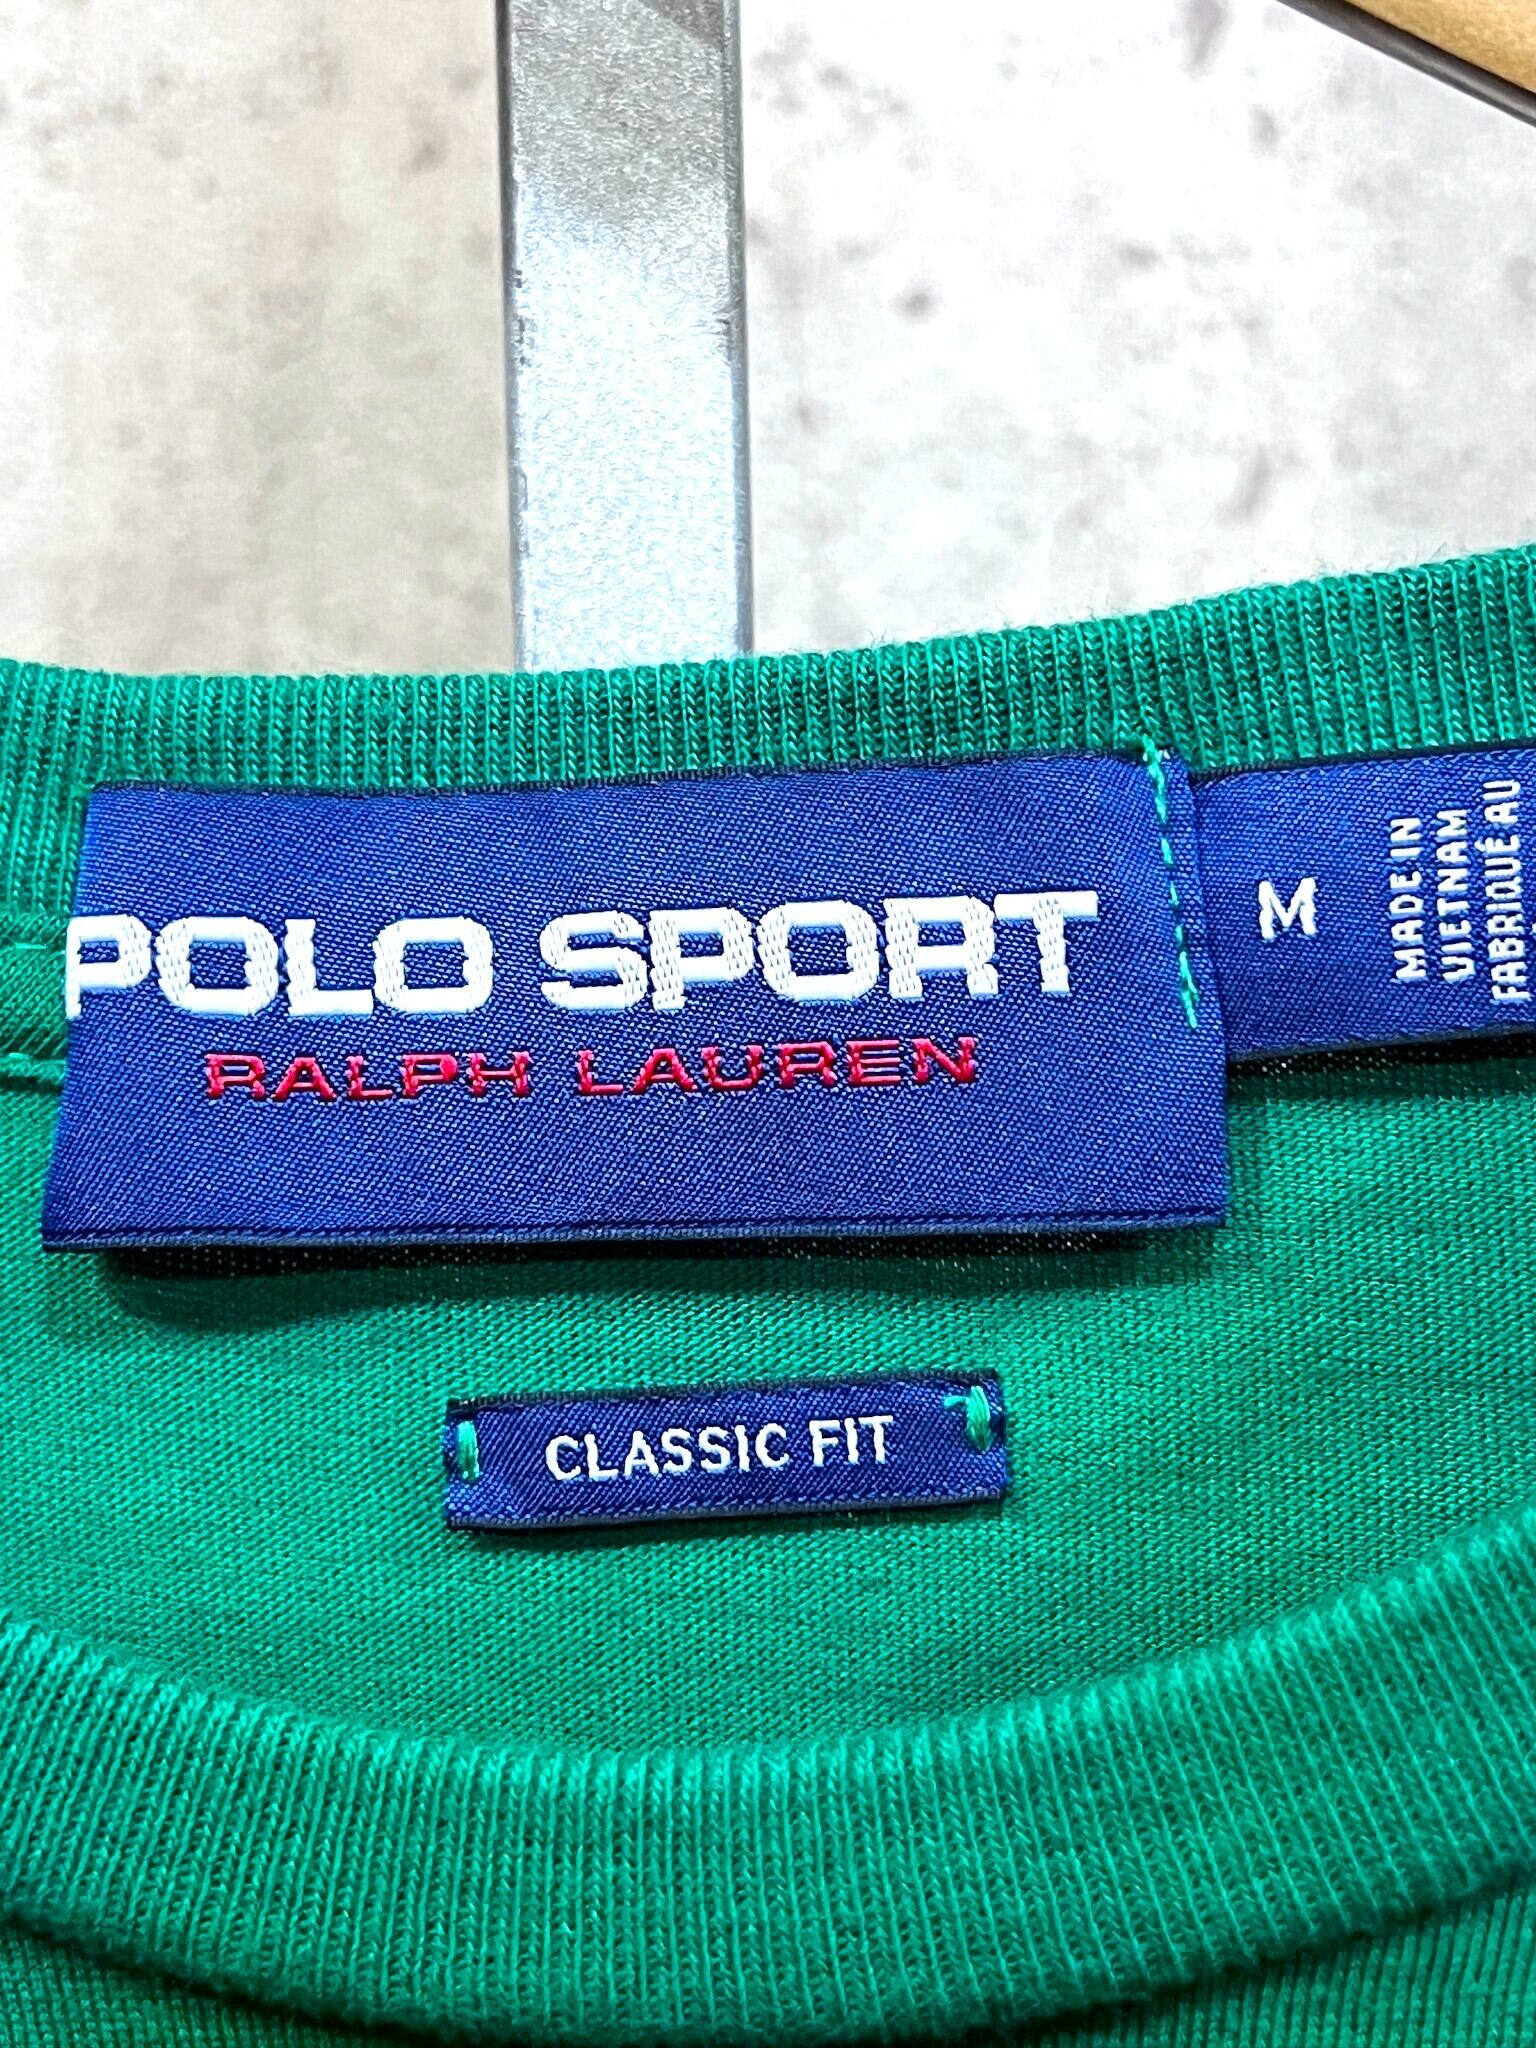 POLO SPORT
RALPH LAUREN
M
MADE IN
VIETNAM
FABRIQUÉ AU
CLASSIC FIT